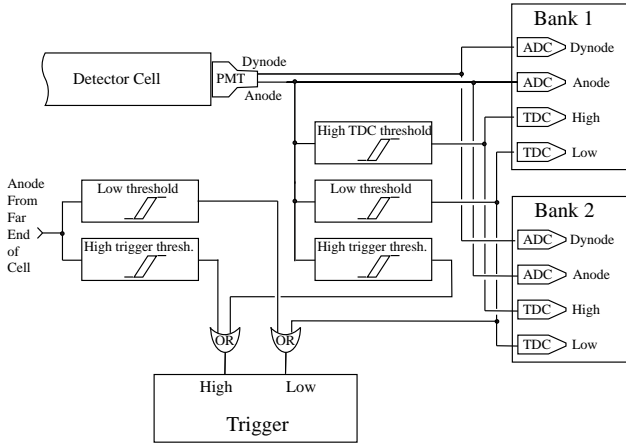 Detector Cell
PMT
Dynode
Anode
Bank 1
ADC Dynode
ADC Anode
TDC High
TDC Low
High TDC threshold
Low threshold
High trigger thresh.
Anode
From
Far
End
of
Cell
Low threshold
High trigger thresh.
Bank 2
ADC Dynode
ADC Anode
TDC High
TDC Low
OR
OR
High Low
Trigger